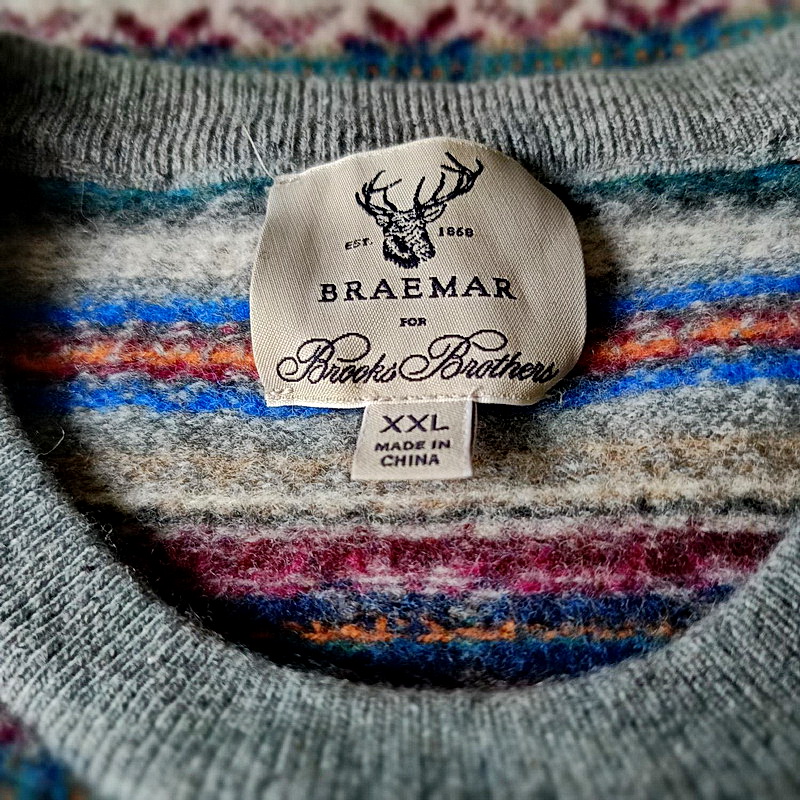 EST. 1868
BRAEMAR
FOR
Brooks Brothers
XXL
MADE IN
CHINA